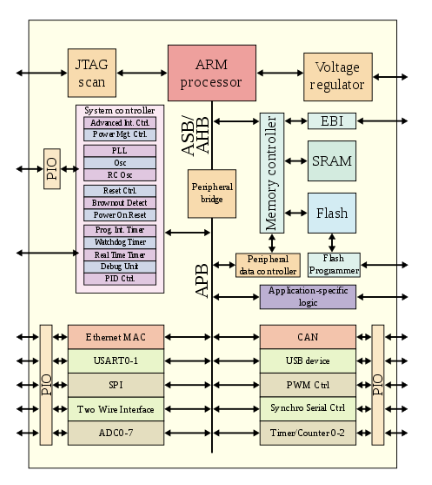 JTAG
scan
ARM
processor
Voltage
regulator
System controller
Advanced Int. Ctrl.
Power Mgt. Ctrl.
PLL
Osc
RC Osc
Reset Ctrl.
Brownout Detect
Power On Reset
Prog. Int. Timer
Watchdog Timer
Real Time Timer
Debug Unit
PID Ctrl.
PIO
ASB/
AHB
Peripheral
bridge
APB
Memory controller
EBI
SRAM
Flash
Peripheral
data controller
Flash
Programmer
Application-specific
logic
PIO
Ethernet MAC
USART0-1
SPI
Two Wire Interface
ADC0-7
CAN
USB device
PWM Ctrl
Synchro Serial Ctrl
Timer/Counter 0-2
PIO